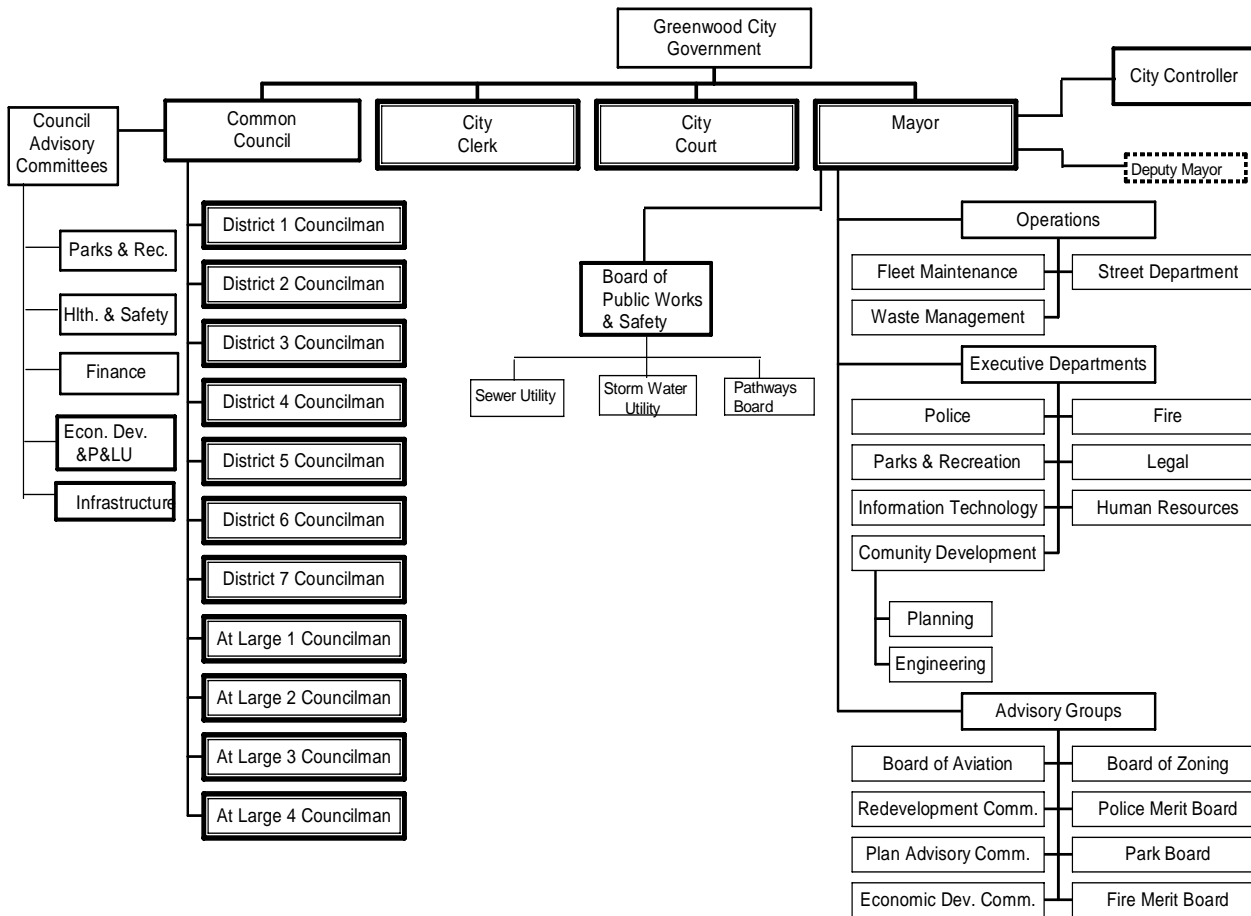 Greenwood City
Government
City Controller
Council
Advisory
Committees
Common
Council
City
Clerk
City
Court
Mayor
Deputy Mayor
Parks & Rec.
Hlth. & Safety
Finance
Econ. Dev.
&P&LU
Infrastructure
District 1 Councilman
District 2 Councilman
District 3 Councilman
District 4 Councilman
District 5 Councilman
District 6 Councilman
District 7 Councilman
At Large 1 Councilman
At Large 2 Councilman
At Large 3 Councilman
At Large 4 Councilman
Board of
Public Works
& Safety
Sewer Utility
Storm Water
Utility
Pathways
Board
Operations
Fleet Maintenance
Street Department
Waste Management
Executive Departments
Police
Fire
Parks & Recreation
Legal
Information Technology
Human Resources
Comunity Development
Planning
Engineering
Advisory Groups
Board of Aviation
Board of Zoning
Redevelopment Comm.
Police Merit Board
Plan Advisory Comm.
Park Board
Economic Dev. Comm.
Fire Merit Board